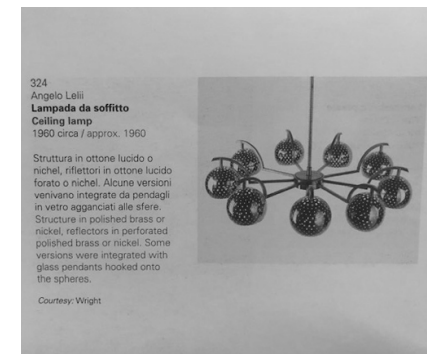 324
Angelo Lelii
Lampada da soffitto
Ceiling lamp
1960 circa / approx. 1960
Struttura in ottone lucido o
nichel, riflettori in ottone lucido
forato o nichel. Alcune versioni
venivano integrate da pendagli
in vetro agganciati alle sfere.
Structure in polished brass or
nickel, reflectors in perforated
polished brass or nickel. Some
versions were integrated with
glass pendants hooked onto
the spheres.
Courtesy: Wright